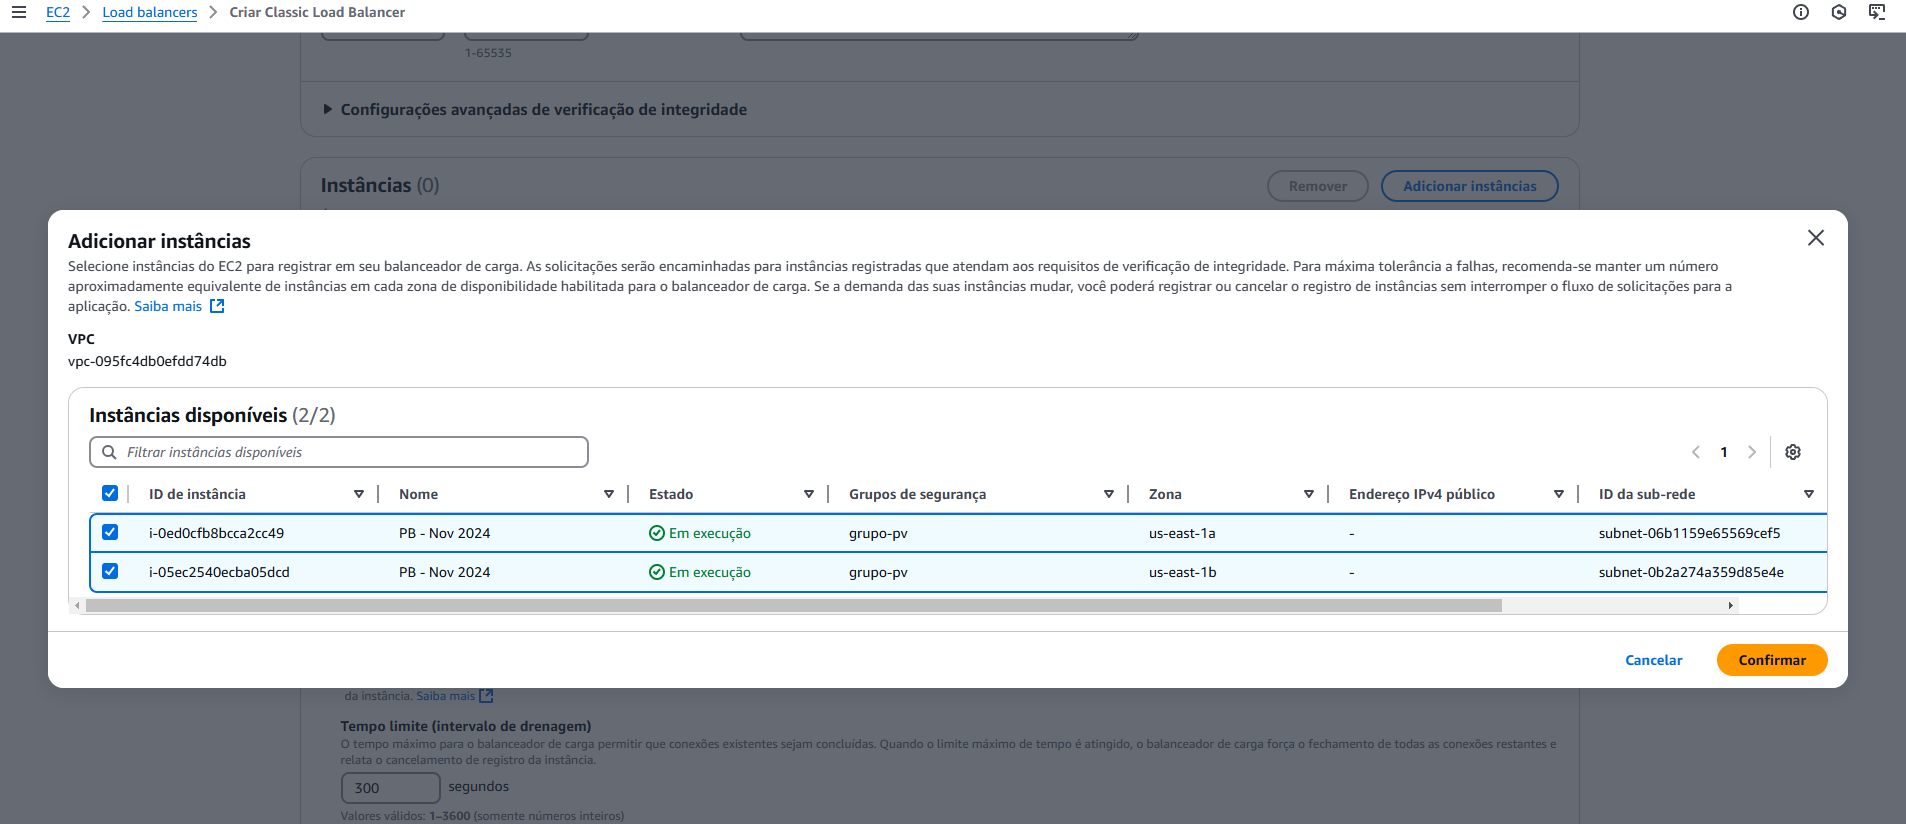 EC2 > Load balancers > Criar Classic Load Balancer
1-65535
Configurações avançadas de verificação de integridade
Instâncias (0)
Remover
Adicionar instâncias
Adicionar instâncias
Selecione instâncias do EC2 para registrar em seu balanceador de carga. As solicitações serão encaminhadas para instâncias registradas que atendam aos requisitos de verificação de integridade. Para máxima tolerância a falhas, recomenda-se manter um número
aproximadamente equivalente de instâncias em cada zona de disponibilidade habilitada para o balanceador de carga. Se a demanda das suas instâncias mudar, você poderá registrar ou cancelar o registro de instâncias sem interromper o fluxo de solicitações para a
aplicação. Saiba mais
VPC
vpc-095fc4db0efdd74db
Instâncias disponíveis (2/2)
Filtrar instâncias disponíveis
1
ID de instância Nome Estado Grupos de segurança Zona Endereço IPv4 público ID da sub-rede
i-0ed0cfb8bcca2cc49 PB - Nov 2024 Em execução grupo-pv us-east-1a - subnet-06b1159e65569cef5
i-05ec2540ecba05dcd PB - Nov 2024 Em execução grupo-pv us-east-1b - subnet-0b2a274a359d85e4e
Cancelar
Confirmar
da instância. Saiba mais
Tempo limite (intervalo de drenagem)
O tempo máximo para o balanceador de carga permitir que conexões existentes sejam concluídas. Quando o limite máximo de tempo é atingido, o balanceador de carga força o fechamento de todas as conexões restantes e
relata o cancelamento de registro da instância.
300 segundos
Valores válidos: 1–3600 (somente números inteiros)